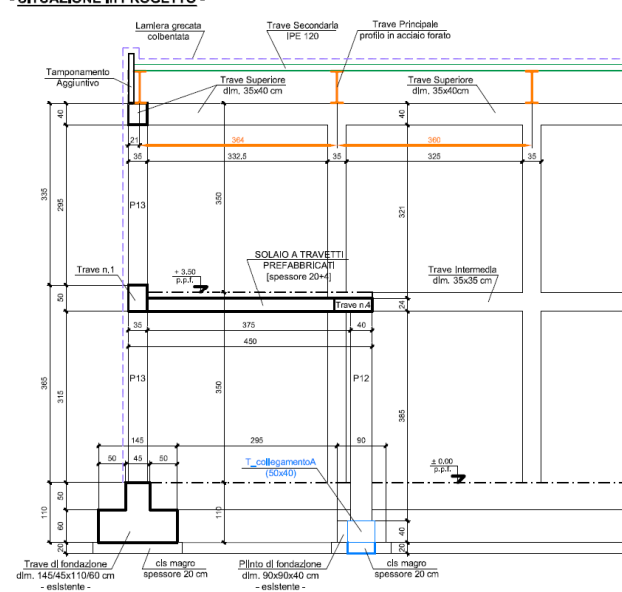 - SITUAZIONE IN PROGETTO -
Lamiera grecata
colbentata
Trave Secondaria
IPE 120
Trave Principale
profilo in acciaio forato
Tamponamento
Aggiuntivo
Trave Superiore
dim. 35x40 cm
Trave Superiore
dim. 35x40cm
40
40
21
364
360
35
332,5
35
325
35
335
295
P13
350
321
SOLAIO A TRAVETTI
PREFABBRICATI
[spessore 20+4]
Trave n.1
+ 3.50
p.p.f.
Trave Intermedia
dim. 35x35 cm
50
Trave n.4
24
35
375
40
450
365
315
P13
350
P12
385
145
295
90
50
45
50
T_collegamentoA
(50x40)
± 0.00
p.p.f.
110
50
60
110
40
20
20
Trave di fondazione
dim. 145/45x110/60 cm
- esistente -
cls magro
spessore 20 cm
Plinto di fondazione
dim. 90x90x40 cm
- esistente -
cls magro
spessore 20 cm